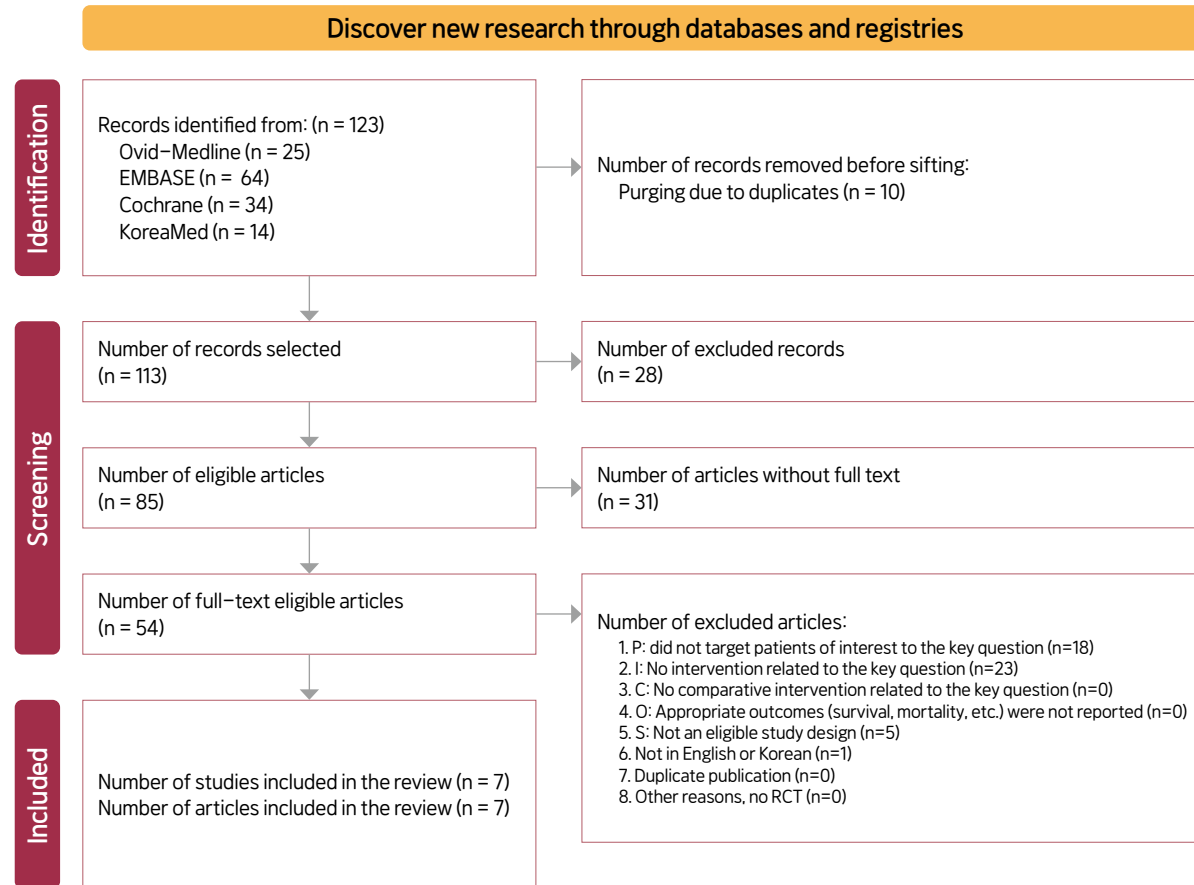 Discover new research through databases and registries
Identification
Records identified from: (n = 123)
Ovid-Medline (n = 25)
EMBASE (n = 64)
Cochrane (n = 34)
KoreaMed (n = 14)
Number of records removed before sifting:
Purging due to duplicates (n = 10)
Screening
Number of records selected
(n = 113)
Number of excluded records
(n = 28)
Number of eligible articles
(n = 85)
Number of articles without full text
(n = 31)
Number of full-text eligible articles
(n = 54)
Number of excluded articles:
1. P: did not target patients of interest to the key question (n=18)
2. I: No intervention related to the key question (n=23)
3. C: No comparative intervention related to the key question (n=0)
4. O: Appropriate outcomes (survival, mortality, etc.) were not reported (n=0)
5. S: Not an eligible study design (n=5)
6. Not in English or Korean (n=1)
7. Duplicate publication (n=0)
8. Other reasons, no RCT (n=0)
Included
Number of studies included in the review (n = 7)
Number of articles included in the review (n = 7)